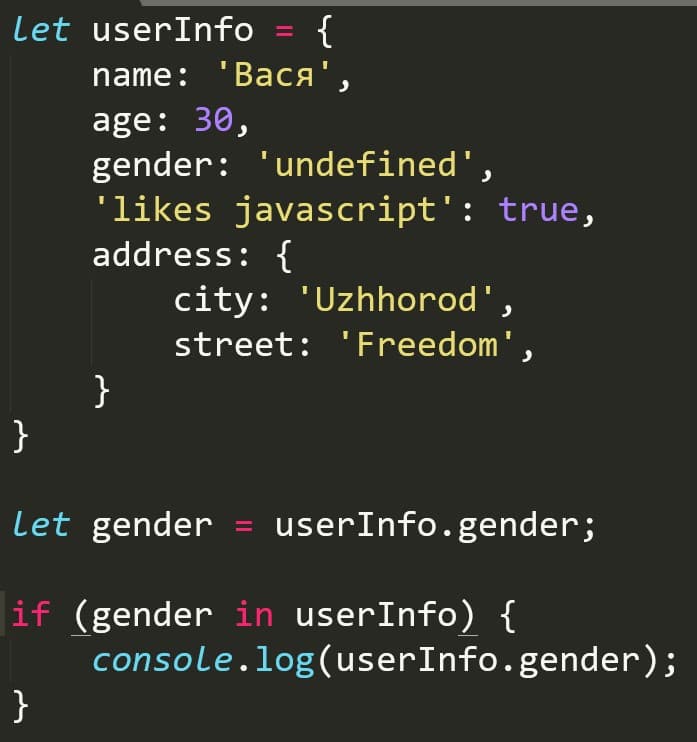 let userInfo = {
    name: 'Вася',
    age: 30,
    gender: 'undefined',
    'likes javascript': true,
    address: {
        city: 'Uzhhorod',
        street: 'Freedom',
    }
}

let gender = userInfo.gender;

if (gender in userInfo) {
    console.log(userInfo.gender);
}